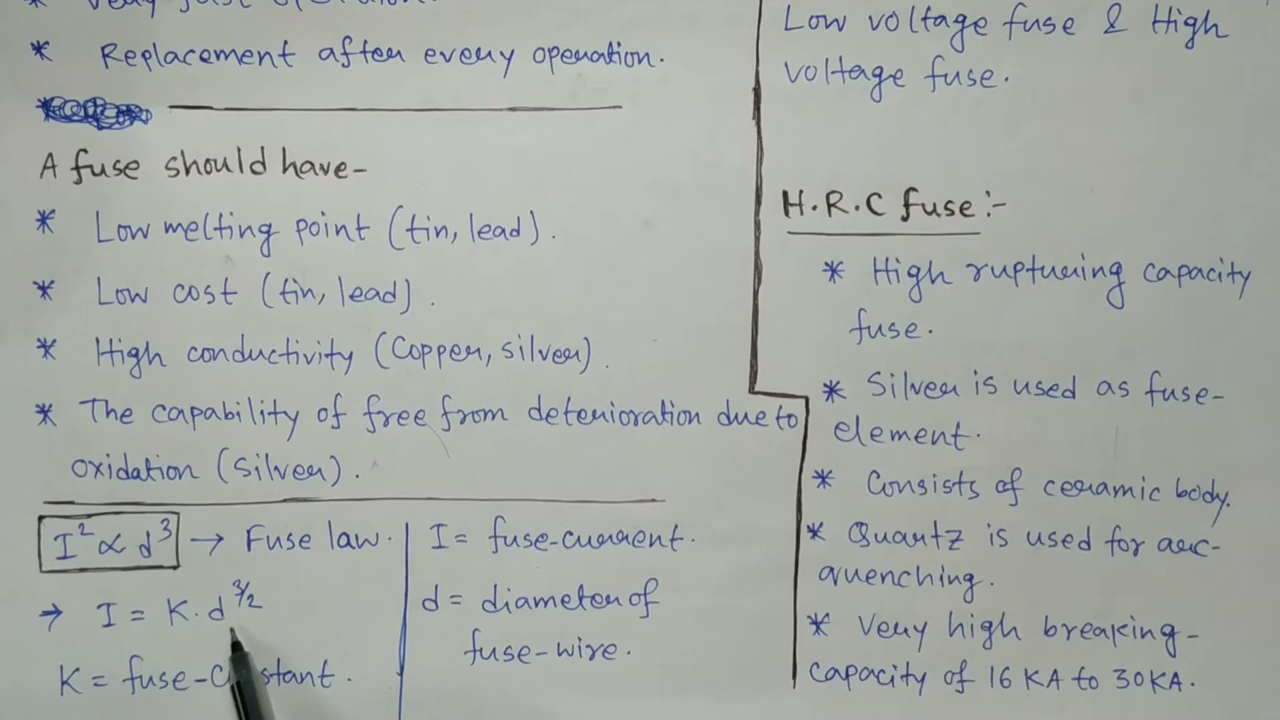 * Very fast operation.
* Replacement after every operation.
A fuse should have-
* Low melting point (tin, lead).
* Low cost (tin, lead).
* High conductivity (Copper, silver).
* The capability of free from deterioration due to
oxidation (silver).
I² ∝ d³ → Fuse law.
→ I = K. d^3/2
K = fuse-constant.
I = fuse-current.
d = diameter of
fuse-wire.
Low voltage fuse & High
voltage fuse.
H.R.C fuse:-
* High rupturing capacity
fuse.
* Silver is used as fuse-
element.
* Consists of ceramic body.
* Quartz is used for arc-
quenching.
* Very high breaking-
capacity of 16 KA to 30KA.